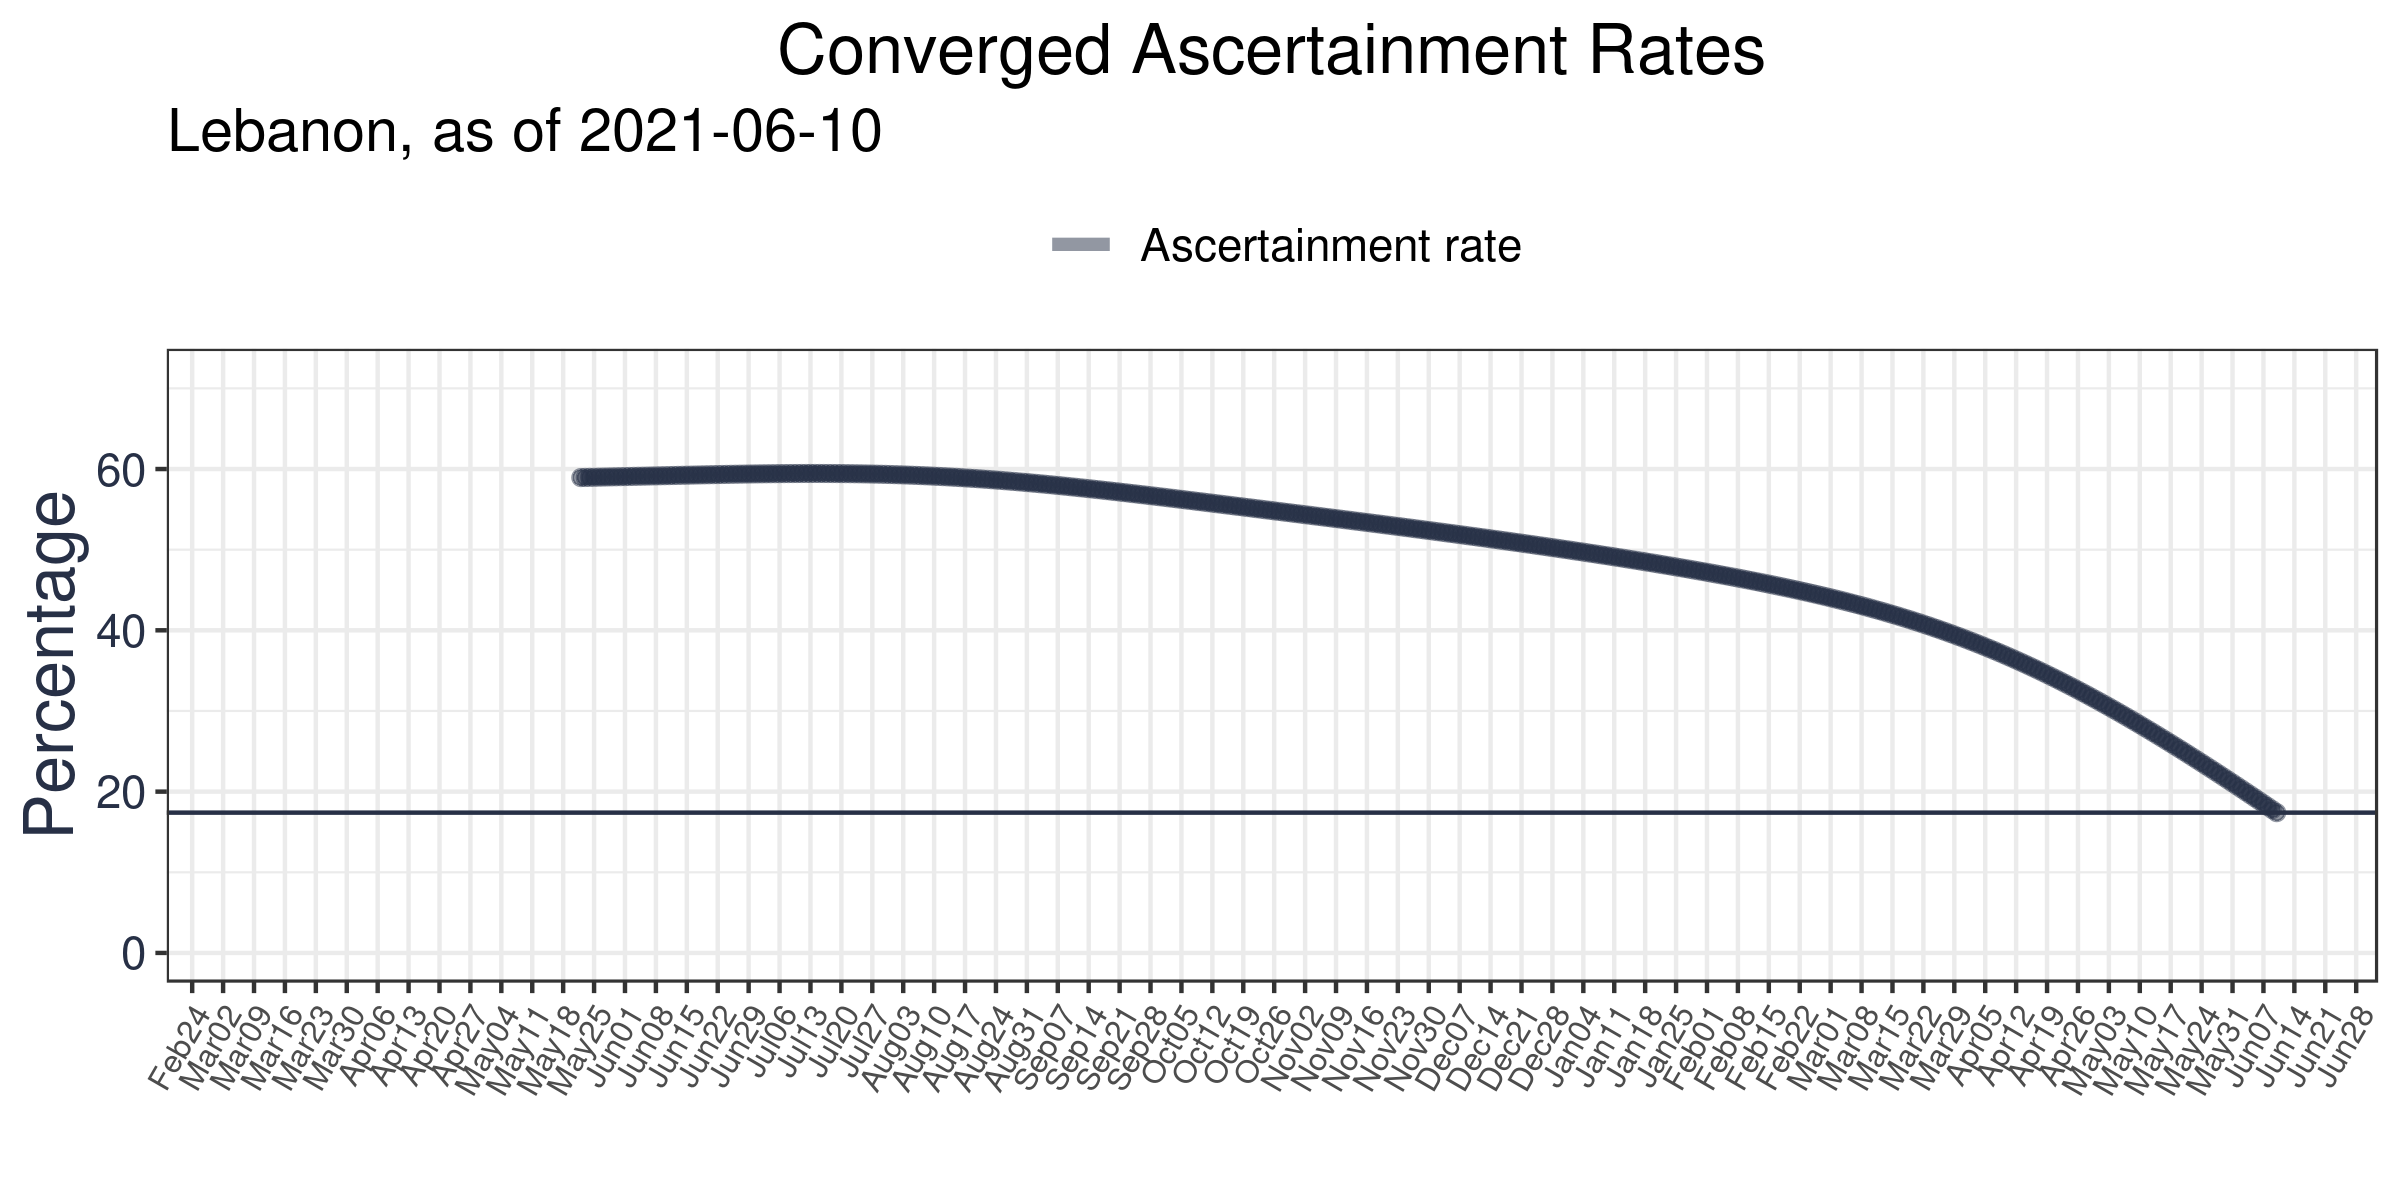 Converged Ascertainment Rates
Lebanon, as of 2021-06-10
Ascertainment rate
Percentage
60
40
20
0
Feb24 Mar02 Mar09 Mar16 Mar23 Mar30 Apr06 Apr13 Apr20 Apr27 May04 May11 May18 May25 Jun01 Jun08 Jun15 Jun22 Jun29 Jul06 Jul13 Jul20 Jul27 Aug03 Aug10 Aug17 Aug24 Aug31 Sep07 Sep14 Sep21 Sep28 Oct05 Oct12 Oct19 Oct26 Nov02 Nov09 Nov16 Nov23 Nov30 Dec07 Dec14 Dec21 Dec28 Jan04 Jan11 Jan18 Jan25 Feb01 Feb08 Feb15 Feb22 Mar01 Mar08 Mar15 Mar22 Mar29 Apr05 Apr12 Apr19 Apr26 May03 May10 May17 May24 May31 Jun07 Jun14 Jun21 Jun28